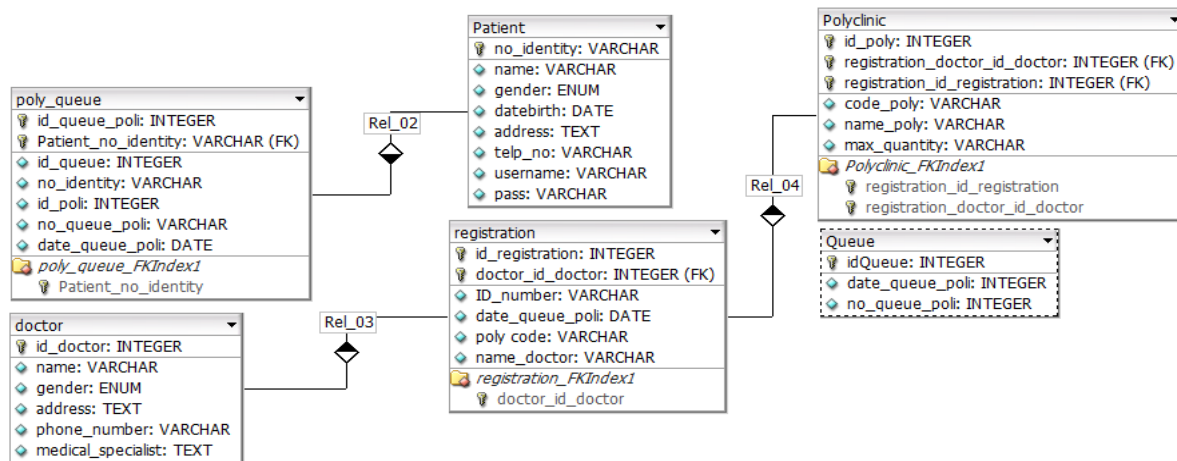 Patient
no_identity: VARCHAR
name: VARCHAR
gender: ENUM
datebirth: DATE
address: TEXT
telp_no: VARCHAR
username: VARCHAR
pass: VARCHAR
Polyclinic
id_poly: INTEGER
registration_doctor_id_doctor: INTEGER (FK)
registration_id_registration: INTEGER (FK)
code_poly: VARCHAR
name_poly: VARCHAR
max_quantity: VARCHAR
Polyclinic_FKIndex1
registration_id_registration
registration_doctor_id_doctor
poly_queue
id_queue_poli: INTEGER
Patient_no_identity: VARCHAR (FK)
id_queue: INTEGER
no_identity: VARCHAR
id_poli: INTEGER
no_queue_poli: VARCHAR
date_queue_poli: DATE
poly_queue_FKIndex1
Patient_no_identity
Rel_02
Rel_04
registration
id_registration: INTEGER
doctor_id_doctor: INTEGER (FK)
ID_number: VARCHAR
date_queue_poli: DATE
poly code: VARCHAR
name_doctor: VARCHAR
registration_FKIndex1
doctor_id_doctor
Queue
idQueue: INTEGER
date_queue_poli: INTEGER
no_queue_poli: INTEGER
Rel_03
doctor
id_doctor: INTEGER
name: VARCHAR
gender: ENUM
address: TEXT
phone_number: VARCHAR
medical_specialist: TEXT